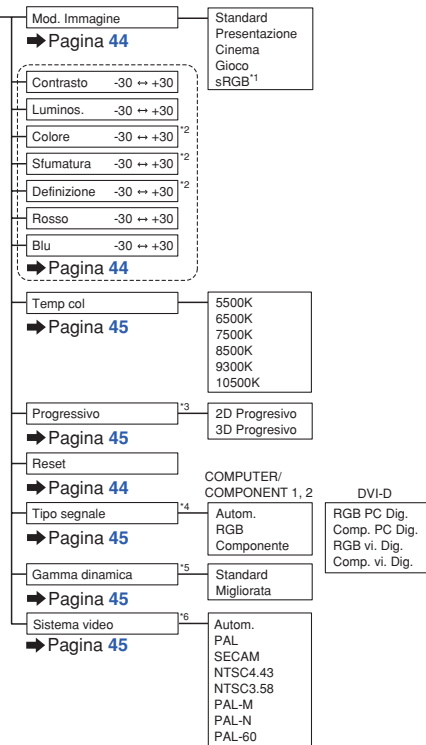 Mod. Immagine
➡Pagina 44
Standard
Presentazione
Cinema
Gioco
sRGB*1
Contrasto -30 ↔ +30
Luminos. -30 ↔ +30
Colore -30 ↔ +30 *2
Sfumatura -30 ↔ +30 *2
Definizione -30 ↔ +30 *2
Rosso -30 ↔ +30
Blu -30 ↔ +30
➡Pagina 44
Temp col
➡Pagina 45
5500K
6500K
7500K
8500K
9300K
10500K
Progressivo *3
➡Pagina 45
2D Progresivo
3D Progresivo
Reset
➡Pagina 44
Tipo segnale *4
➡Pagina 45
COMPUTER/
COMPONENT 1, 2
Autom.
RGB
Componente
DVI-D
RGB PC Dig.
Comp. PC Dig.
RGB vi. Dig.
Comp. vi. Dig.
Gamma dinamica *5
➡Pagina 45
Standard
Migliorata
Sistema video *6
➡Pagina 45
Autom.
PAL
SECAM
NTSC4.43
NTSC3.58
PAL-M
PAL-N
PAL-60